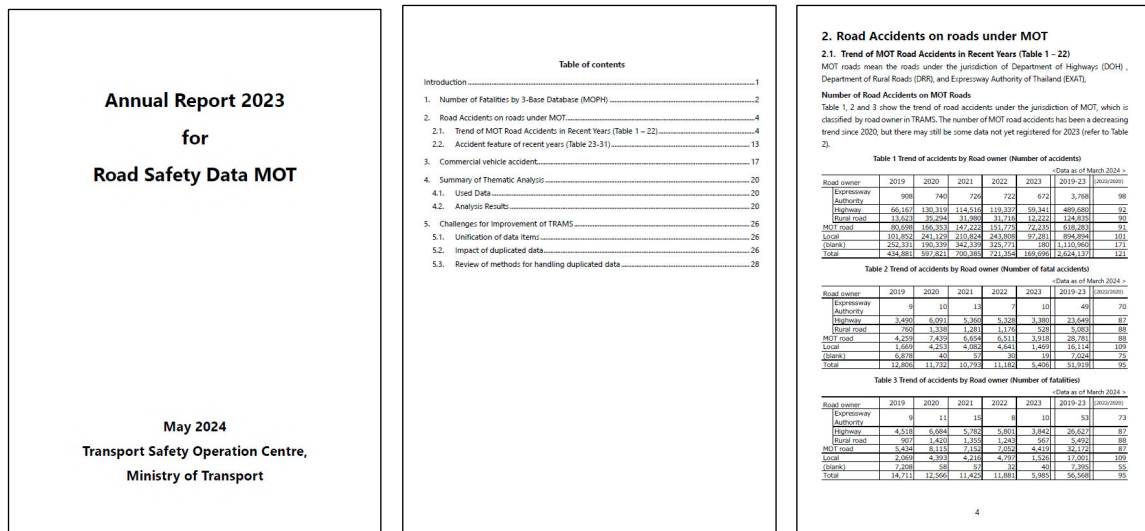 Annual Report 2023
for
Road Safety Data MOT
May 2024
Transport Safety Operation Centre,
Ministry of Transport
Table of contents
Introduction 1
1. Number of Fatalities by 3-Base Database (MOPH) 2
2. Road Accidents on roads under MOT 4
2.1. Trend of MOT Road Accidents in Recent Years (Table 1 – 22) 4
2.2. Accident feature of recent years (Table 23-31) 13
3. Commercial vehicle accident 17
4. Summary of Thematic Analysis 20
4.1. Used Data 20
4.2. Analysis Results 20
5. Challenges for Improvement of TRAMS 26
5.1. Unification of data items 26
5.2. Impact of duplicated data 26
5.3. Review of methods for handling duplicated data 28
2. Road Accidents on roads under MOT
2.1. Trend of MOT Road Accidents in Recent Years (Table 1 – 22)
MOT roads mean the roads under the jurisdiction of Department of Highways (DOH) ,
Department of Rural Roads (DRR), and Expressway Authority of Thailand (EXAT),
Number of Road Accidents on MOT Roads
Table 1, 2 and 3 show the trend of road accidents under the jurisdiction of MOT, which is
classified by road owner in TRAMS. The number of MOT road accidents has been a decreasing
trend since 2020, but there may still be some data not yet registered for 2023 (refer to Table
2).
Table 1 Trend of accidents by Road owner (Number of accidents)
<Data as of March 2024 >
Road owner 2019 2020 2021 2022 2023 2019-23 (2022/2020)
Expressway Authority 908 740 726 722 672 3,768 98
Highway 66,167 130,319 114,516 119,337 59,341 489,680 92
Rural road 13,623 35,294 31,980 31,716 12,222 124,835 90
MOT road 80,698 166,353 147,222 151,775 72,235 618,283 91
Local 101,852 241,129 210,824 243,808 97,281 894,894 101
(blank) 252,331 190,339 342,339 325,771 180 1,110,960 171
Total 434,881 597,821 700,385 721,354 169,696 2,624,137 121
Table 2 Trend of accidents by Road owner (Number of fatal accidents)
<Data as of March 2024 >
Road owner 2019 2020 2021 2022 2023 2019-23 (2022/2020)
Expressway Authority 9 10 13 7 10 49 70
Highway 3,490 6,091 5,360 5,328 3,380 23,649 87
Rural road 760 1,338 1,281 1,176 528 5,083 88
MOT road 4,259 7,439 6,654 6,511 3,918 28,781 88
Local 1,669 4,253 4,082 4,641 1,469 16,114 109
(blank) 6,878 40 57 30 19 7,024 75
Total 12,806 11,732 10,793 11,182 5,406 51,919 95
Table 3 Trend of accidents by Road owner (Number of fatalities)
<Data as of March 2024 >
Road owner 2019 2020 2021 2022 2023 2019-23 (2022/2020)
Expressway Authority 9 11 15 8 10 53 73
Highway 4,518 6,684 5,782 5,801 3,842 26,627 87
Rural road 907 1,420 1,355 1,243 567 5,492 88
MOT road 5,434 8,115 7,152 7,052 4,419 32,172 87
Local 2,069 4,393 4,216 4,797 1,526 17,001 109
(blank) 7,208 58 57 32 40 7,395 55
Total 14,711 12,566 11,425 11,881 5,985 56,568 95
4